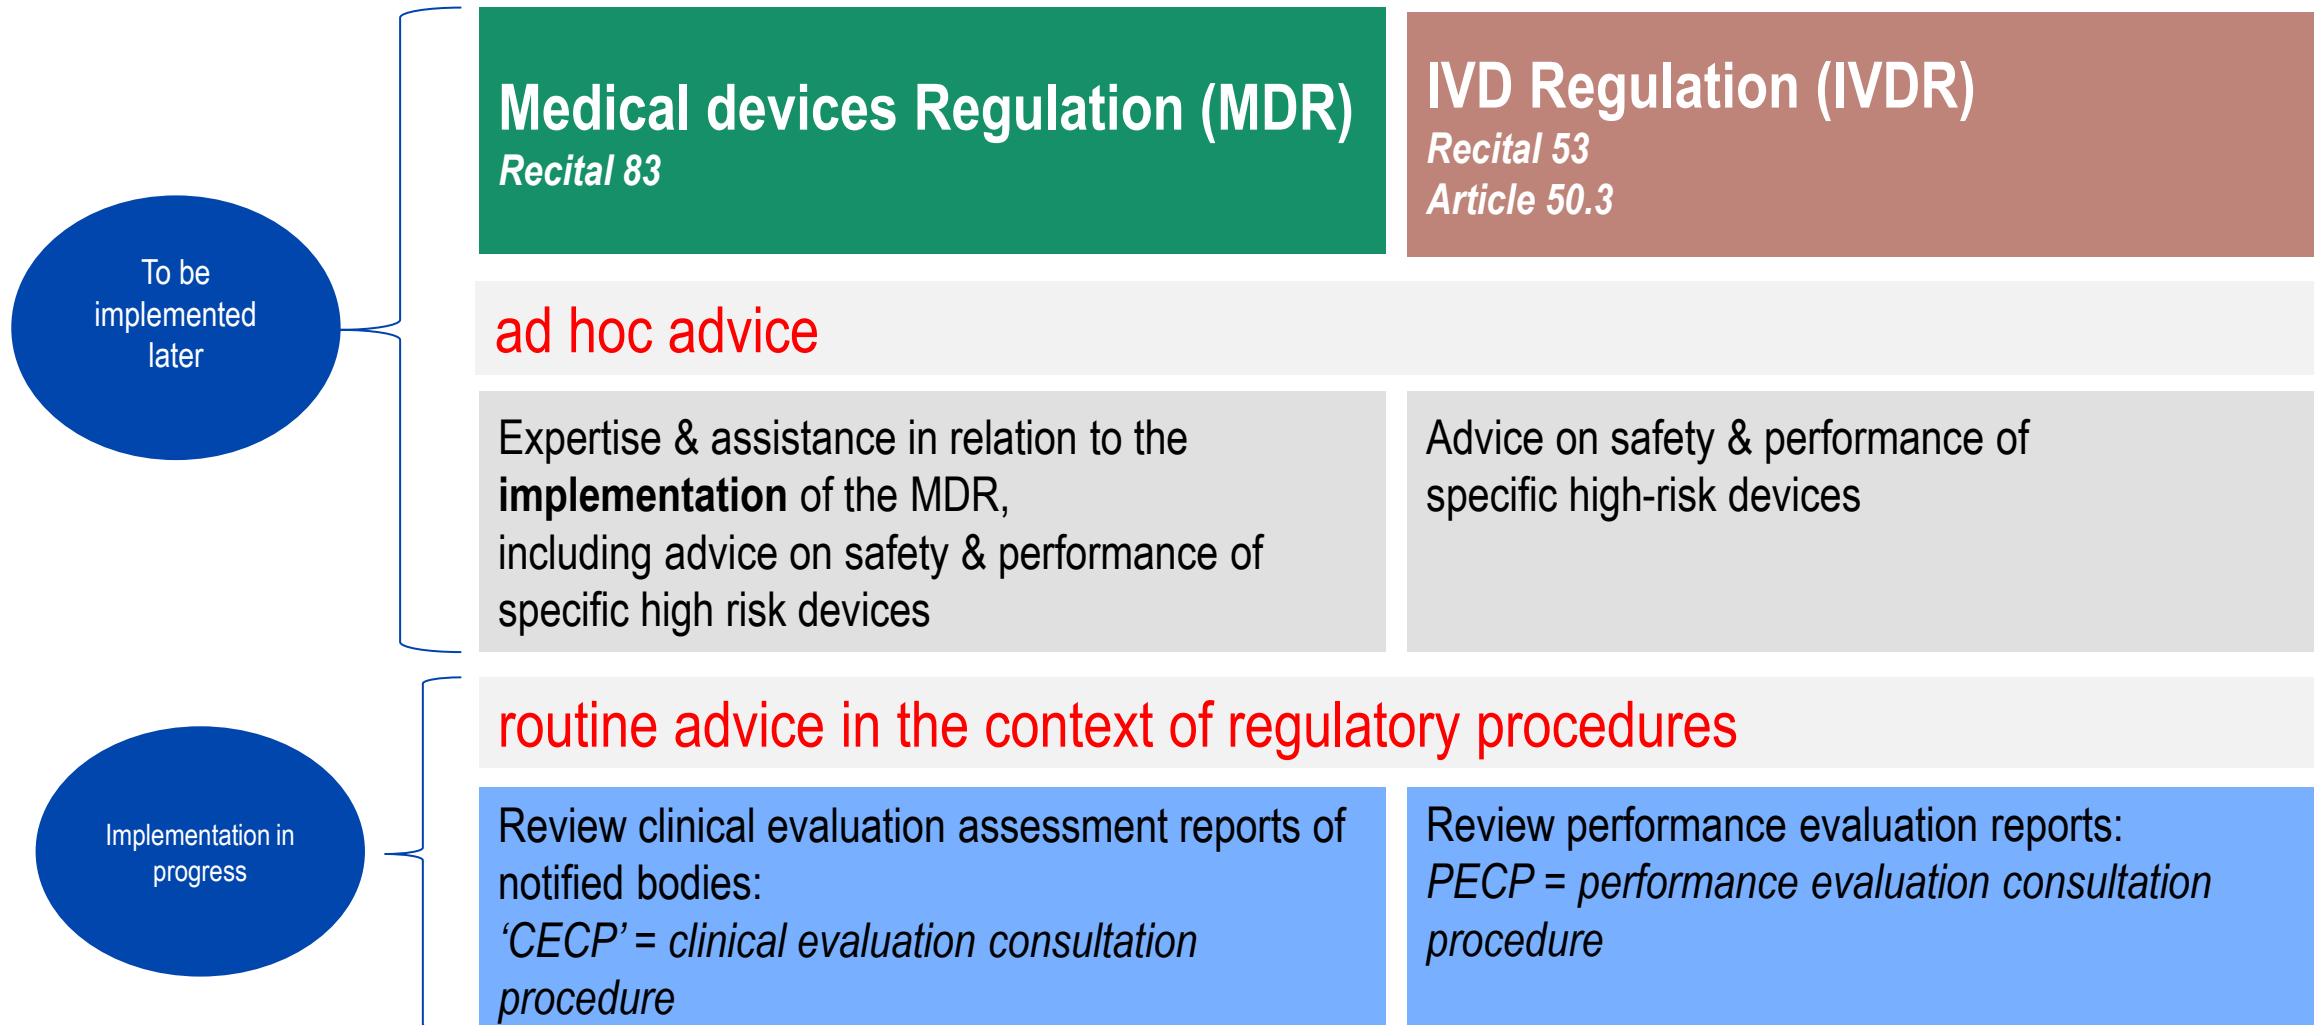 Medical devices Regulation (MDR)
Recital 83
IVD Regulation (IVDR)
Recital 53
Article 50.3
To be
implemented
later
ad hoc advice
Expertise & assistance in relation to the
implementation of the MDR,
including advice on safety & performance of
specific high risk devices
Advice on safety & performance of
specific high-risk devices
routine advice in the context of regulatory procedures
Implementation in
progress
Review clinical evaluation assessment reports of
notified bodies:
‘CECP’ = clinical evaluation consultation
procedure
Review performance evaluation reports:
PECP = performance evaluation consultation
procedure